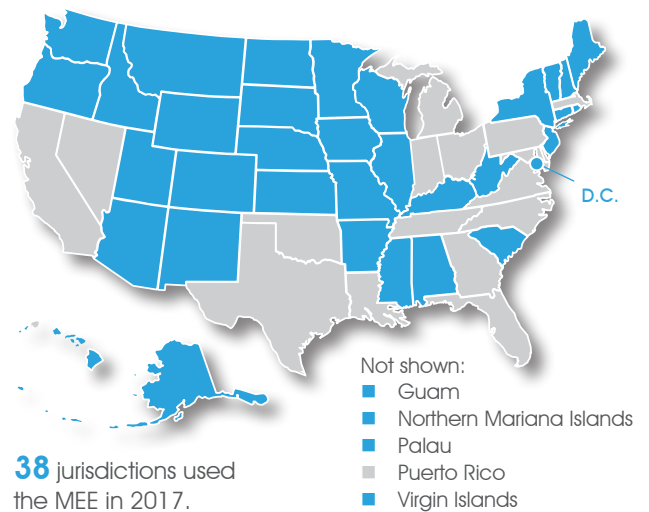 D.C.
Not shown:
Guam
Northern Mariana Islands
Palau
Puerto Rico
Virgin Islands
38 jurisdictions used
the MEE in 2017.